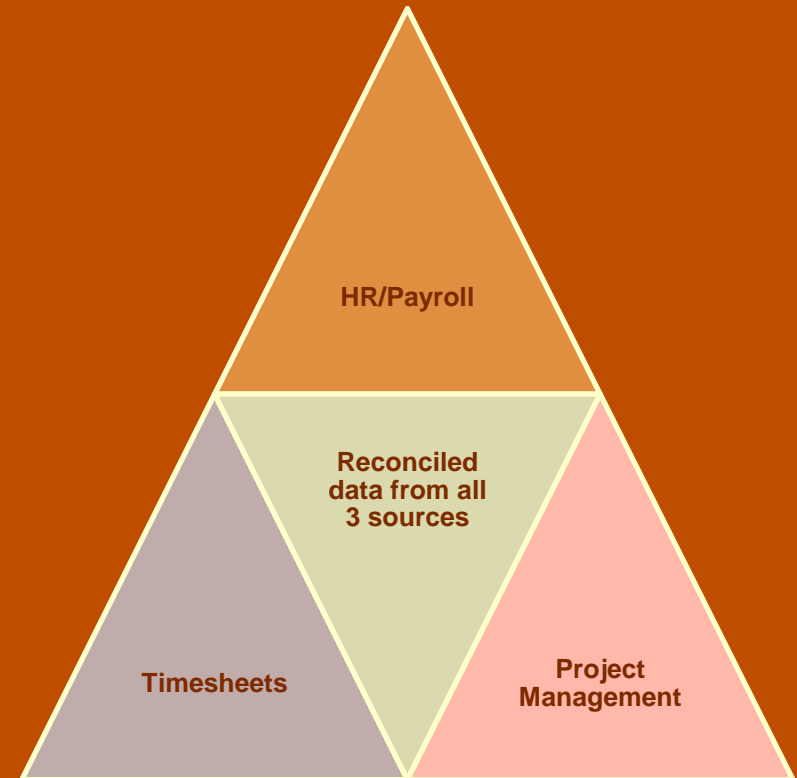 HR/Payroll
Reconciled
data from all
3 sources
Timesheets
Project
Management